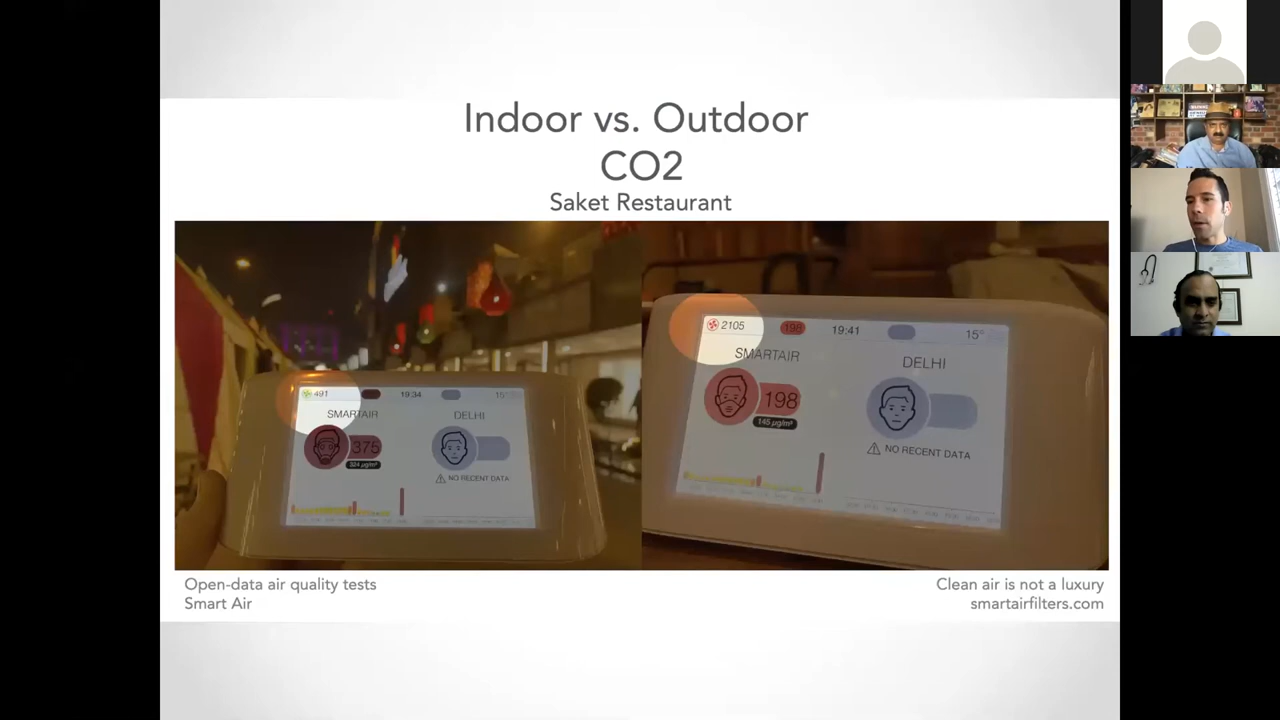 Indoor vs. Outdoor
CO2
Saket Restaurant
491
19:34
15°
SMARTAIR
DELHI
375
324 µg/m³
NO RECENT DATA
2105
198
19:41
15°
SMARTAIR
DELHI
198
145 µg/m³
NO RECENT DATA
Open-data air quality tests
Smart Air
Clean air is not a luxury
smartairfilters.com